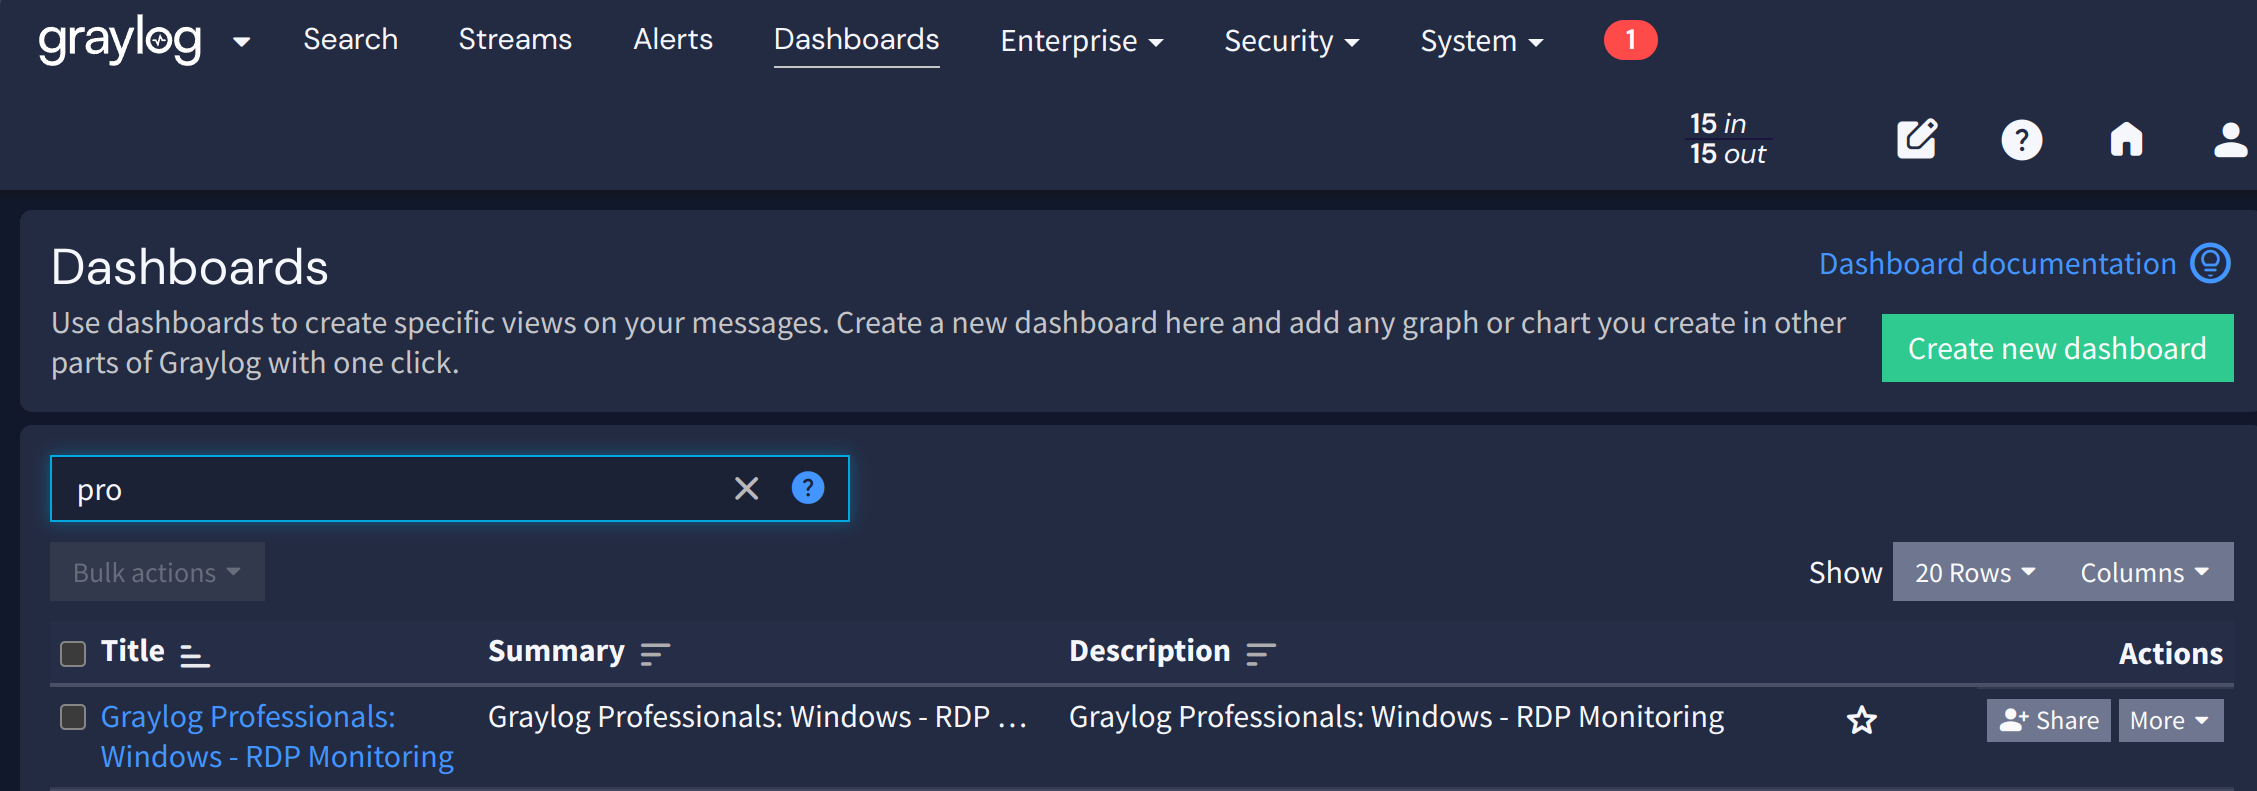 graylog Search Streams Alerts Dashboards Enterprise Security System 1
15 in
15 out
?
Dashboards
Dashboard documentation
Use dashboards to create specific views on your messages. Create a new dashboard here and add any graph or chart you create in other
parts of Graylog with one click.
Create new dashboard
pro ?
Bulk actions
Show 20 Rows Columns
Title Summary Description Actions
Graylog Professionals: Graylog Professionals: Windows - RDP ... Graylog Professionals: Windows - RDP Monitoring Share More
Windows - RDP Monitoring